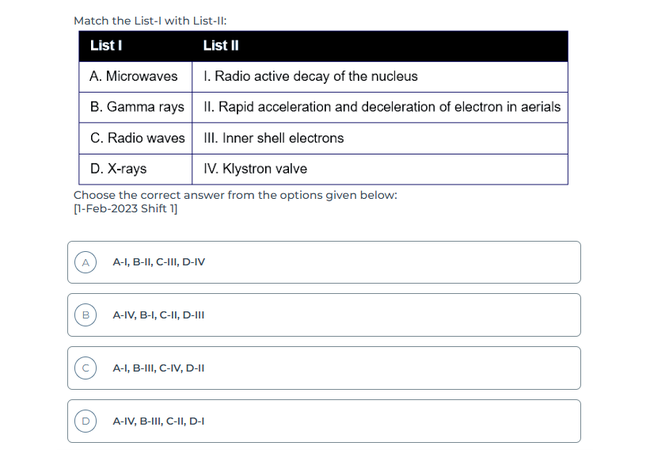 Match the List-I with List-II:
List I List II
A. Microwaves I. Radio active decay of the nucleus
B. Gamma rays II. Rapid acceleration and deceleration of electron in aerials
C. Radio waves III. Inner shell electrons
D. X-rays IV. Klystron valve
Choose the correct answer from the options given below:
[1-Feb-2023 Shift 1]
A A-I, B-II, C-III, D-IV
B A-IV, B-I, C-II, D-III
C A-I, B-III, C-IV, D-II
D A-IV, B-III, C-II, D-I